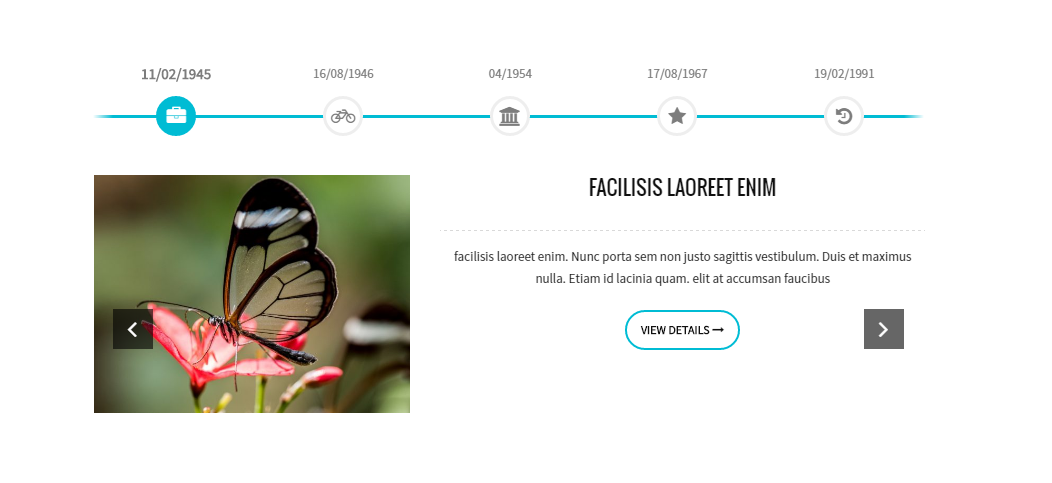 11/02/1945
16/08/1946
04/1954
17/08/1967
19/02/1991
FACILISIS LAOREET ENIM
facilisis laoreet enim. Nunc porta sem non justo sagittis vestibulum. Duis et maximus
nulla. Etiam id lacinia quam. elit at accumsan faucibus
VIEW DETAILS